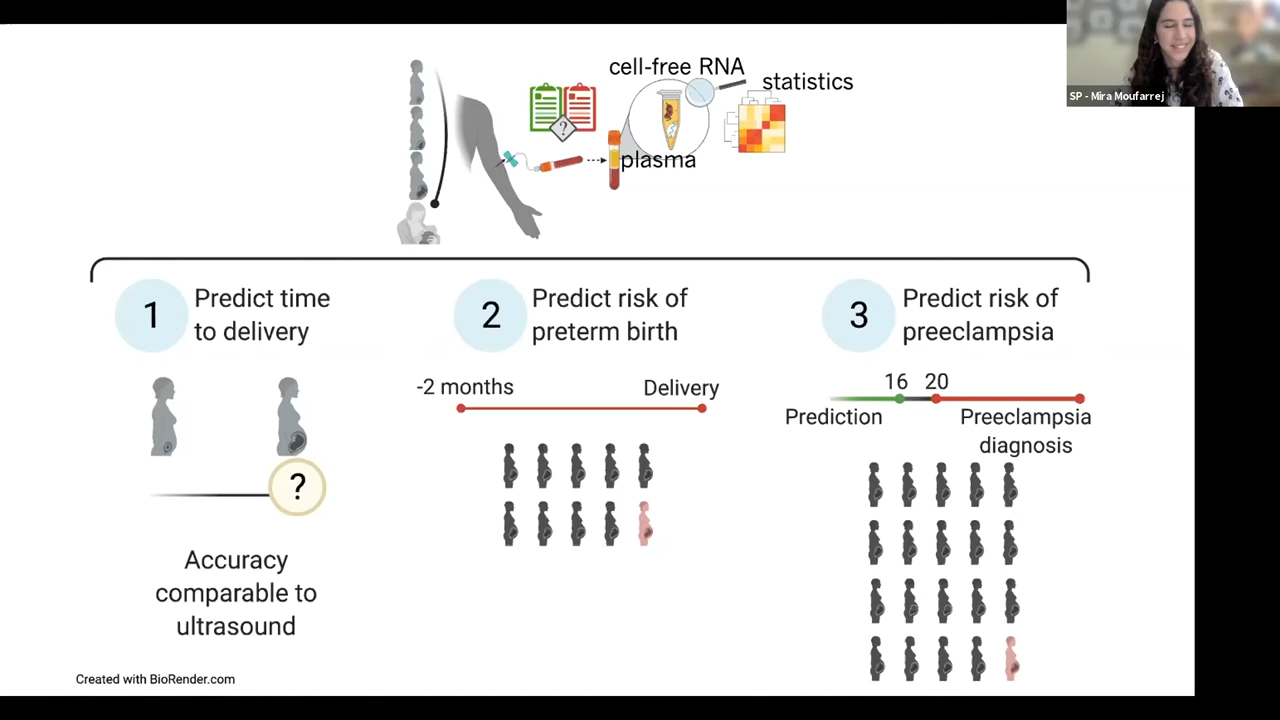 SP - Mira Moufarrej
cell-free RNA
statistics
?
plasma
1
Predict time
to delivery
?
Accuracy
comparable to
ultrasound
2
Predict risk of
preterm birth
-2 months
Delivery
3
Predict risk of
preeclampsia
16
20
Prediction
Preeclampsia
diagnosis
Created with BioRender.com